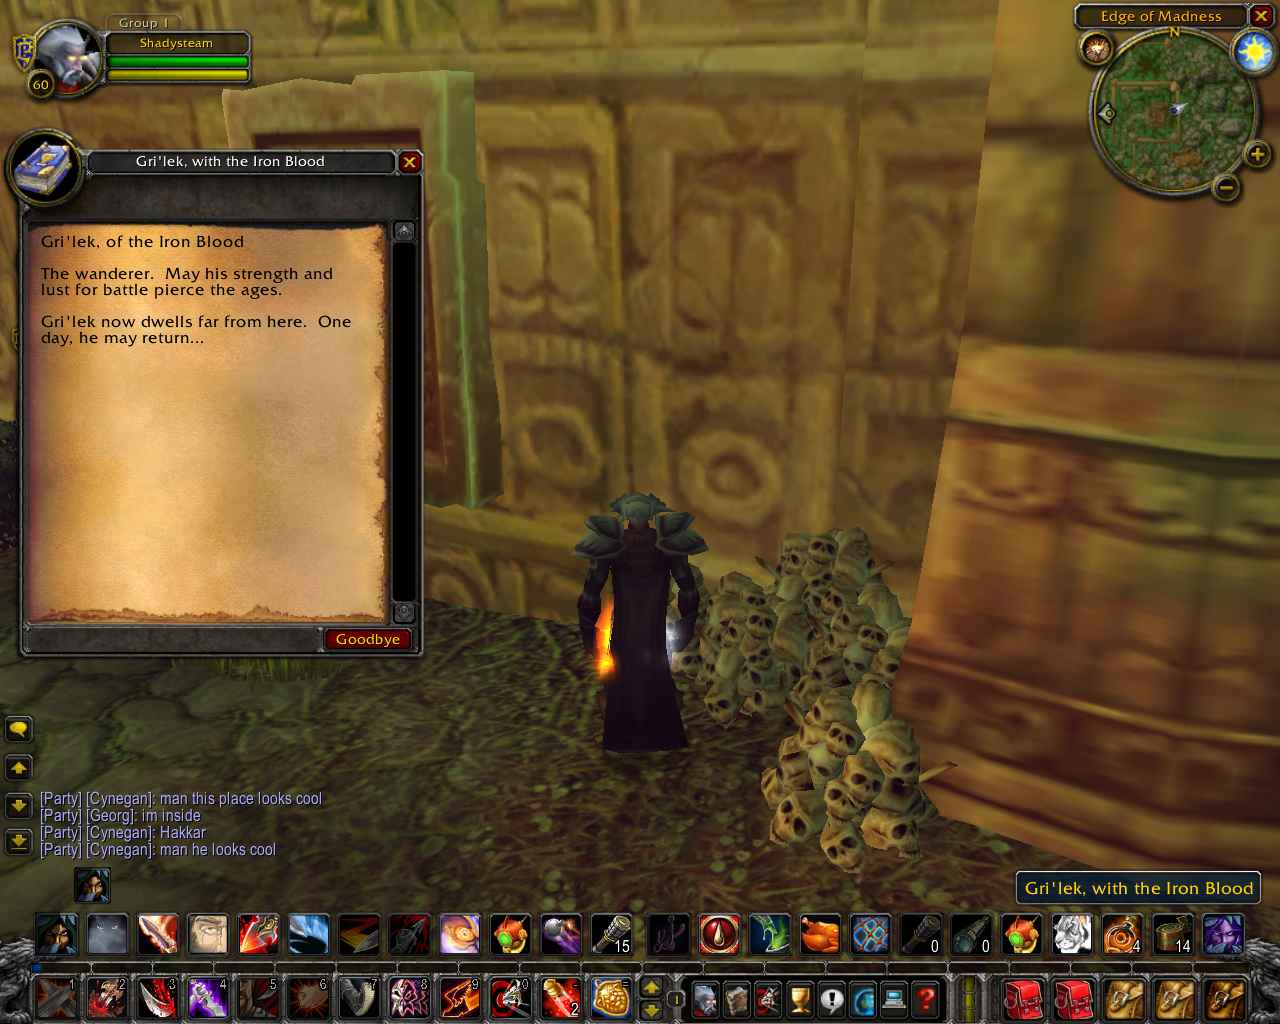 Group 1
Shadysteam
60
Edge of Madness
N
Gri'lek, with the Iron Blood
Gri'lek, of the Iron Blood
The wanderer. May his strength and
lust for battle pierce the ages.
Gri'lek now dwells far from here. One
day, he may return...
Goodbye
[Party] [Cynegan]: man this place looks cool
[Party] [Georg]: im inside
[Party] [Cynegan]: Hakkar
[Party] [Cynegan]: man he looks cool
Gri'lek, with the Iron Blood
15 0 0 4 14
1 2 3 4 5 6 7 8 9 0 - =
2
1